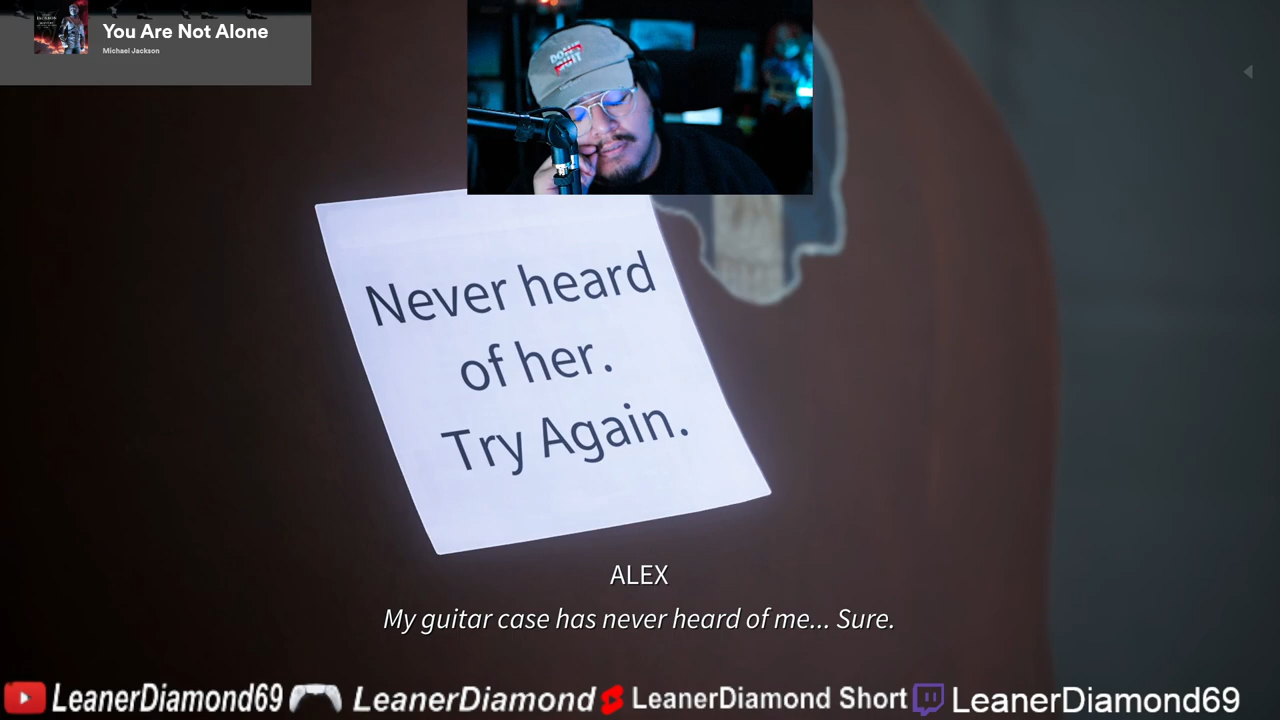 You Are Not Alone
Michael Jackson
Never heard
of her.
Try Again.
ALEX
My guitar case has never heard of me... Sure.
LeanerDiamond69 LeanerDiamond LeanerDiamond Short LeanerDiamond69